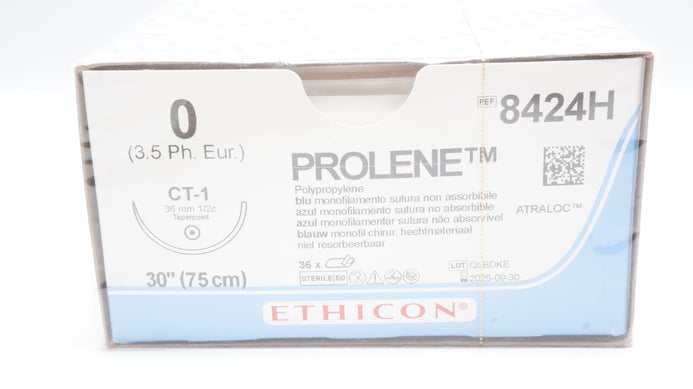 0
(3.5 Ph. Eur.)
CT-1
36 mm 1/2c
Taperpoint
30" (75 cm)
PROLENE™
Polypropylene
blu monofilamento sutura non assorbibile
azul monofilamento sutura no absorbible
azul monofilamentar sutura não absorvível
blauw monofil chirur. hechtmateriaal
niet resorbeerbaar
36 x
STERILE EO
REF 8424H
ATRALOC™
LOT QLBDKE
2025-09-30
ETHICON®